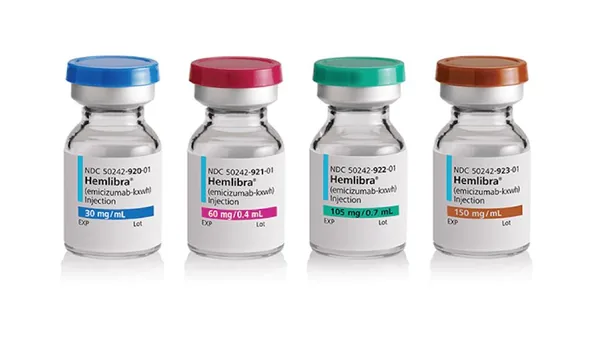 NDC 50242-920-01
Hemlibra®
(emicizumab-kxwh)
Injection
30 mg/mL
EXP Lot
NDC 50242-921-01
Hemlibra®
(emicizumab-kxwh)
Injection
60 mg/0.4 mL
EXP Lot
NDC 50242-922-01
Hemlibra®
(emicizumab-kxwh)
Injection
105 mg/0.7 mL
EXP Lot
NDC 50242-923-01
Hemlibra®
(emicizumab-kxwh)
Injection
150 mg/mL
EXP Lot